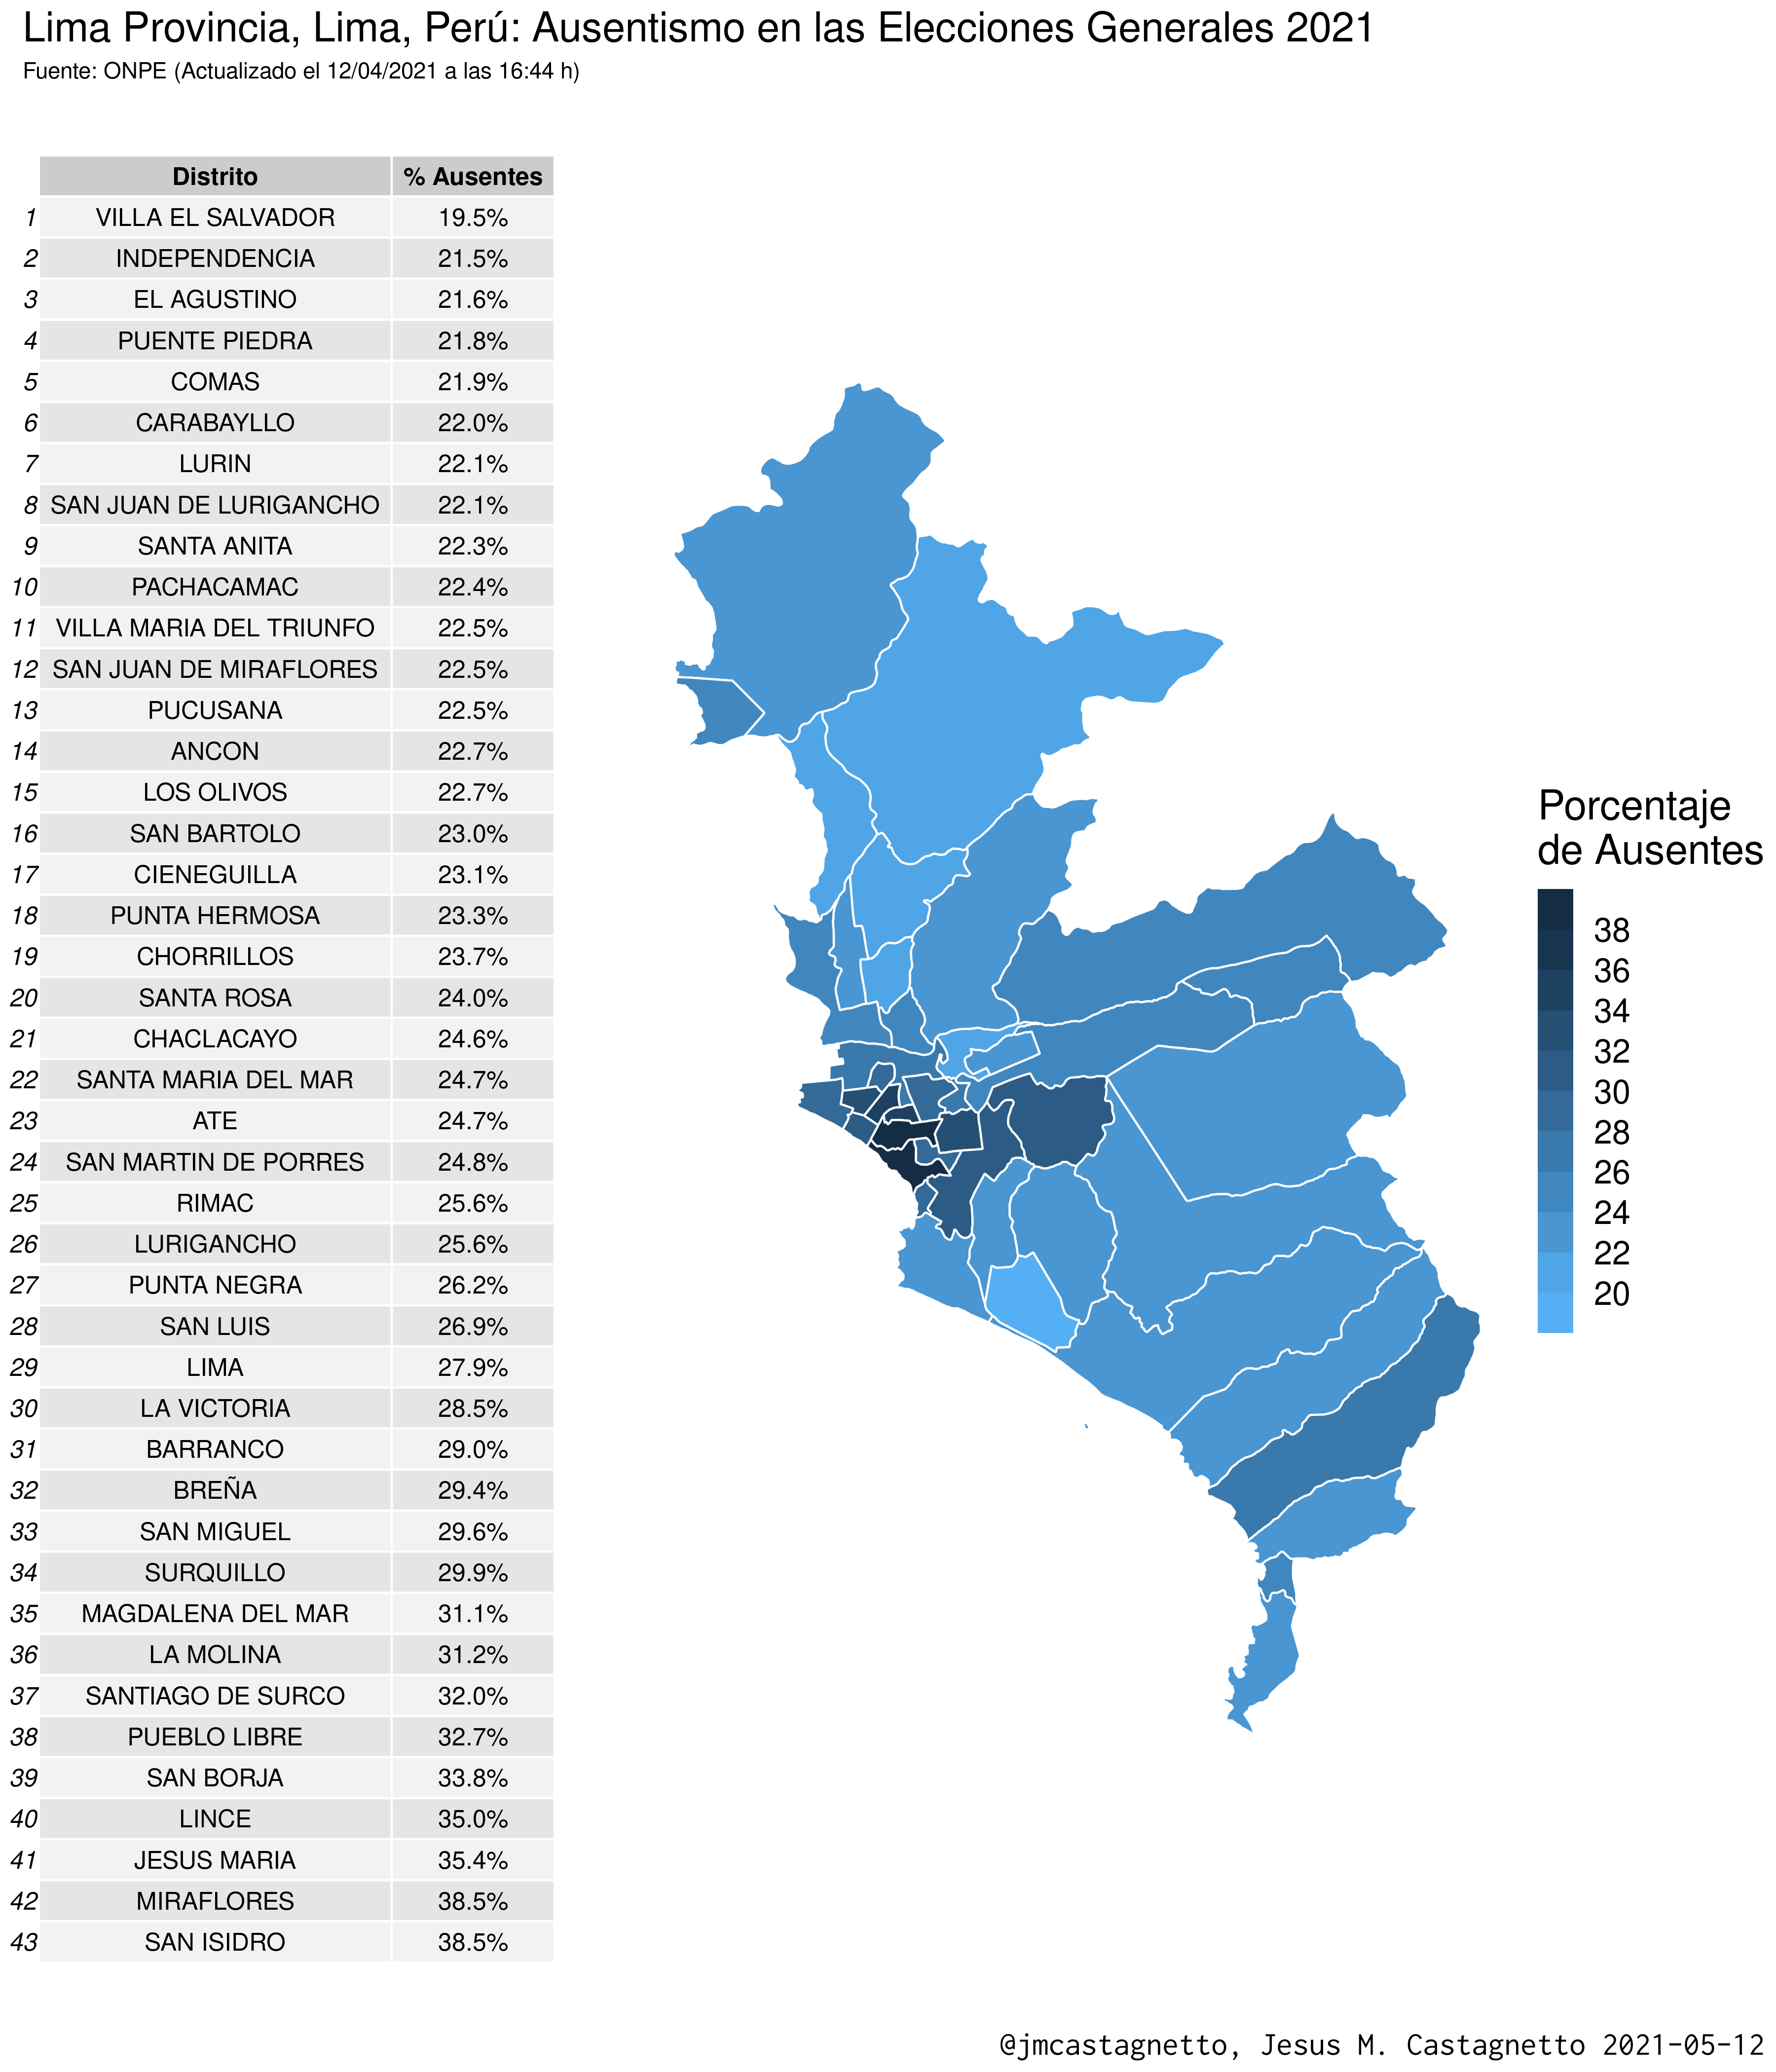 Lima Provincia, Lima, Perú: Ausentismo en las Elecciones Generales 2021
Fuente: ONPE (Actualizado el 12/04/2021 a las 16:44 h)
Distrito % Ausentes
1 VILLA EL SALVADOR 19.5%
2 INDEPENDENCIA 21.5%
3 EL AGUSTINO 21.6%
4 PUENTE PIEDRA 21.8%
5 COMAS 21.9%
6 CARABAYLLO 22.0%
7 LURIN 22.1%
8 SAN JUAN DE LURIGANCHO 22.1%
9 SANTA ANITA 22.3%
10 PACHACAMAC 22.4%
11 VILLA MARIA DEL TRIUNFO 22.5%
12 SAN JUAN DE MIRAFLORES 22.5%
13 PUCUSANA 22.5%
14 ANCON 22.7%
15 LOS OLIVOS 22.7%
16 SAN BARTOLO 23.0%
17 CIENEGUILLA 23.1%
18 PUNTA HERMOSA 23.3%
19 CHORRILLOS 23.7%
20 SANTA ROSA 24.0%
21 CHACLACAYO 24.6%
22 SANTA MARIA DEL MAR 24.7%
23 ATE 24.7%
24 SAN MARTIN DE PORRES 24.8%
25 RIMAC 25.6%
26 LURIGANCHO 25.6%
27 PUNTA NEGRA 26.2%
28 SAN LUIS 26.9%
29 LIMA 27.9%
30 LA VICTORIA 28.5%
31 BARRANCO 29.0%
32 BREÑA 29.4%
33 SAN MIGUEL 29.6%
34 SURQUILLO 29.9%
35 MAGDALENA DEL MAR 31.1%
36 LA MOLINA 31.2%
37 SANTIAGO DE SURCO 32.0%
38 PUEBLO LIBRE 32.7%
39 SAN BORJA 33.8%
40 LINCE 35.0%
41 JESUS MARIA 35.4%
42 MIRAFLORES 38.5%
43 SAN ISIDRO 38.5%
Porcentaje
de Ausentes
38
36
34
32
30
28
26
24
22
20
@jmcastagnetto, Jesus M. Castagnetto 2021-05-12